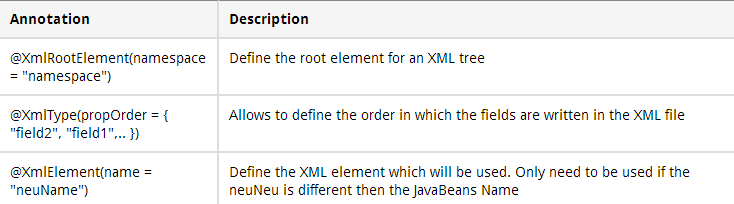 Annotation
Description
@XmlRootElement(namespace
= "namespace")
Define the root element for an XML tree
@XmlType(propOrder = {
"field2", "field1",.. })
Allows to define the order in which the fields are written in the XML file
@XmlElement(name =
"neuName")
Define the XML element which will be used. Only need to be used if the
neuNeu is different then the JavaBeans Name